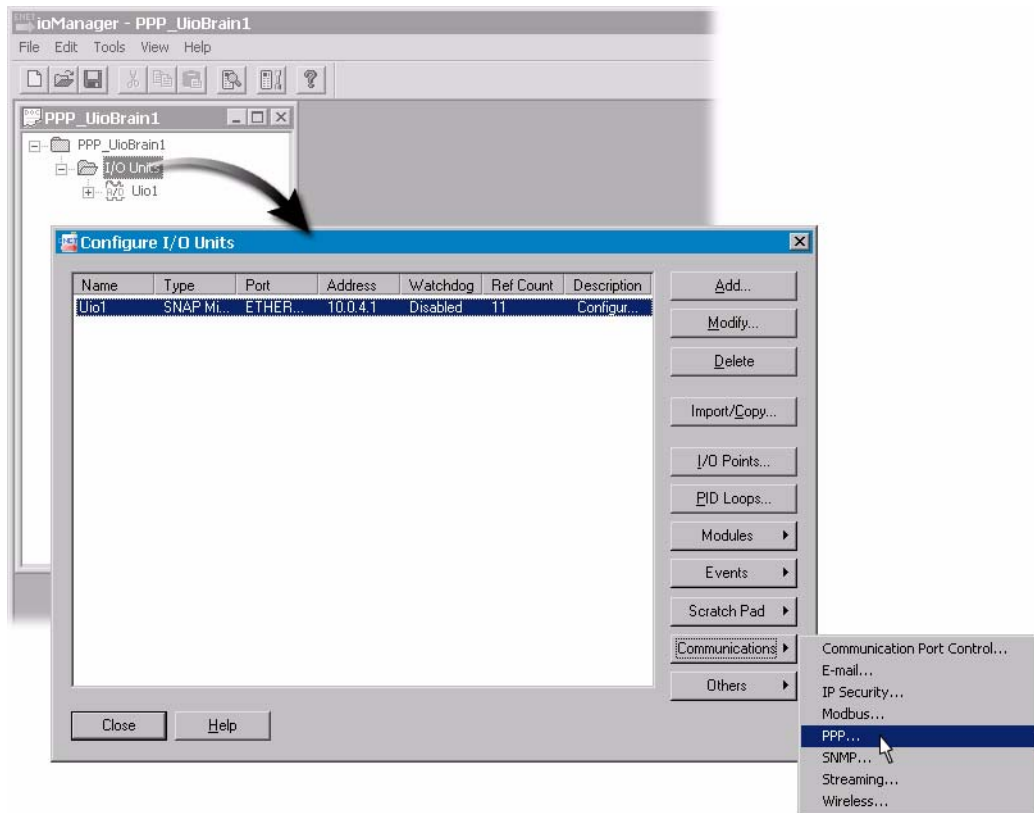 ioManager - PPP_UioBrain1
File Edit Tools View Help
PPP_UioBrain1
PPP_UioBrain1
I/O Units
Uio1
Configure I/O Units
Name Type Port Address Watchdog Ref Count Description
Uio1 SNAP Mi... ETHER... 10.0.4.1 Disabled 11 Configur...
Add...
Modify...
Delete
Import/Copy...
I/O Points...
PID Loops...
Modules
Events
Scratch Pad
Communications
Others
Close Help
Communication Port Control...
E-mail...
IP Security...
Modbus...
PPP...
SNMP...
Streaming...
Wireless...